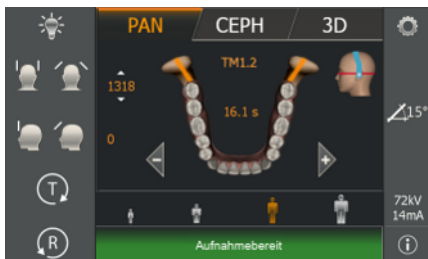 PAN CEPH 3D
TM1.2
1318
16.1 s
15°
0
T
72kV
14mA
R
Aufnahmebereit